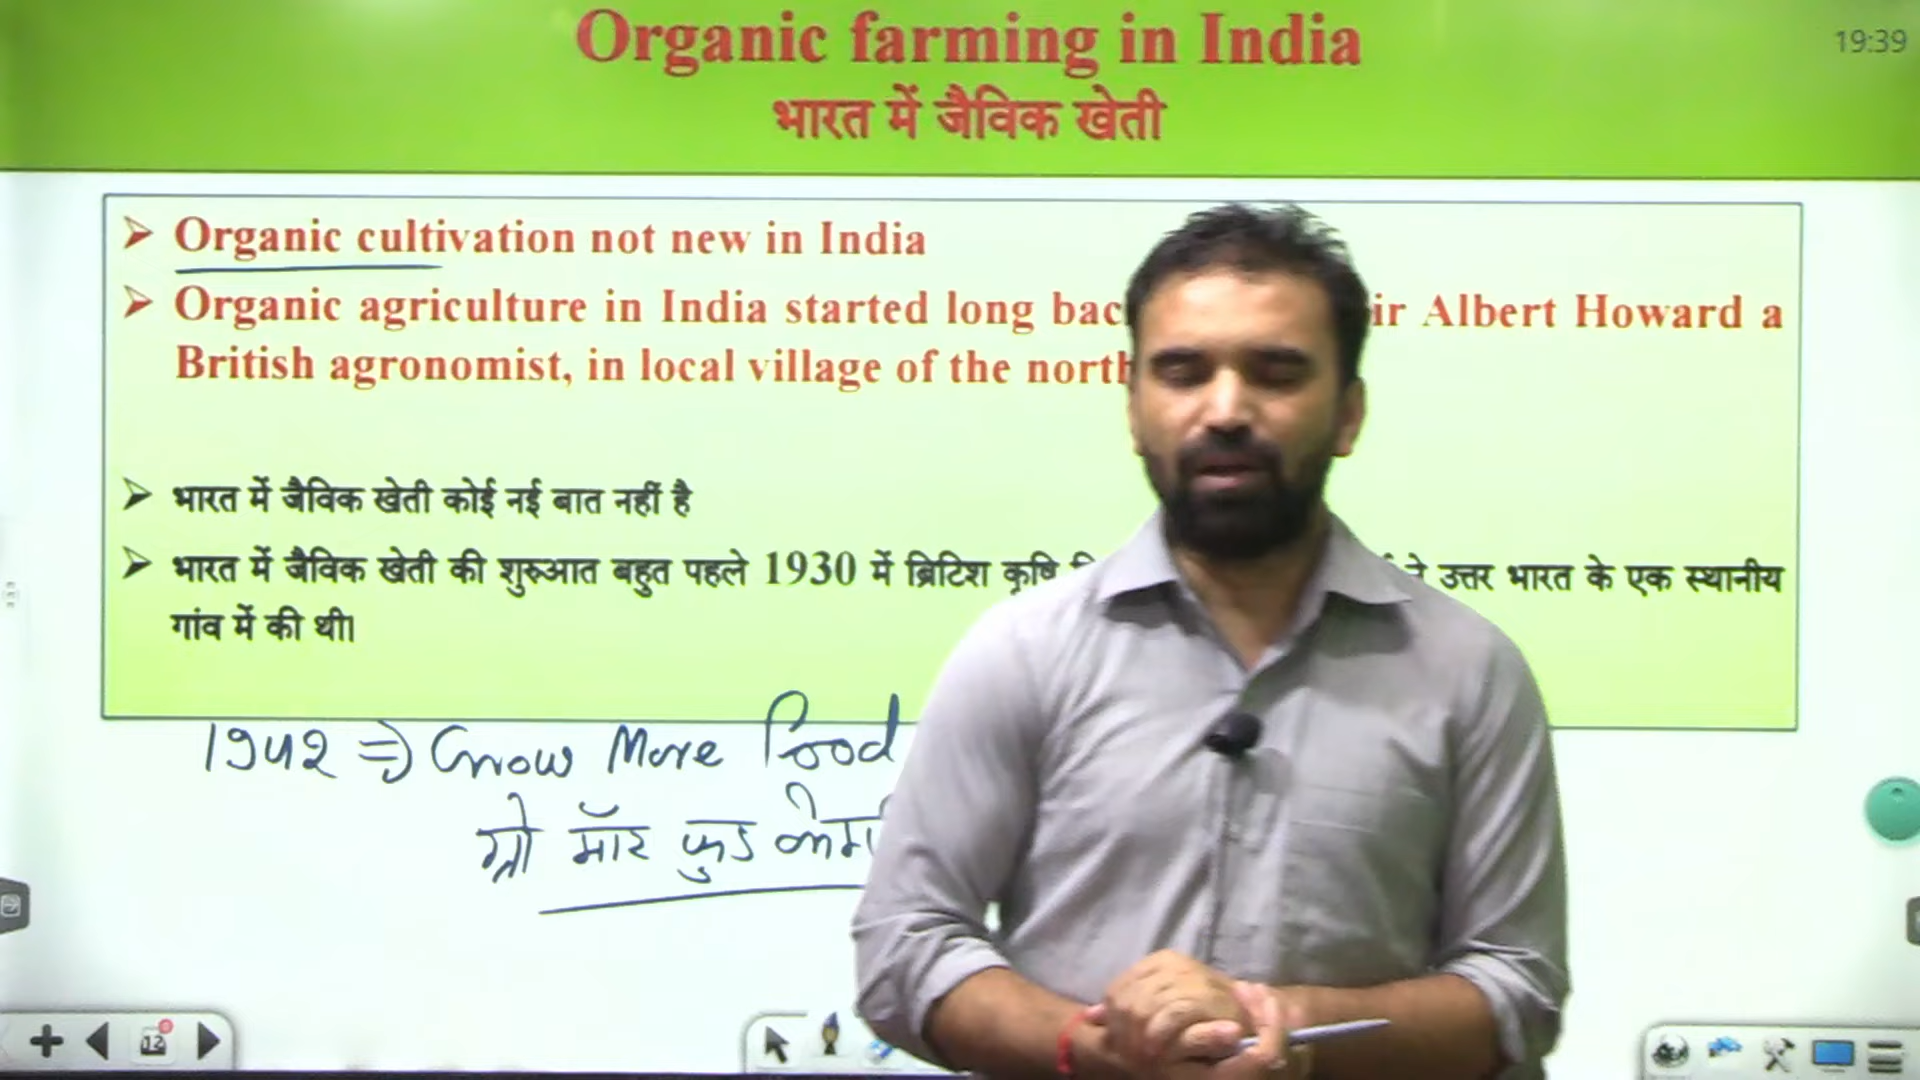 Organic farming in India
19:39
भारत में जैविक खेती
Organic cultivation not new in India
Organic agriculture in India started long bac ir Albert Howard a
British agronomist, in local village of the north
भारत में जैविक खेती कोई नई बात नहीं है
भारत में जैविक खेती की शुरुआत बहुत पहले 1930 में ब्रिटिश कृषि ने उत्तर भारत के एक स्थानीय
गांव में की थी।
1942 => Grow More Food
ग्रो मॉर फुड
12